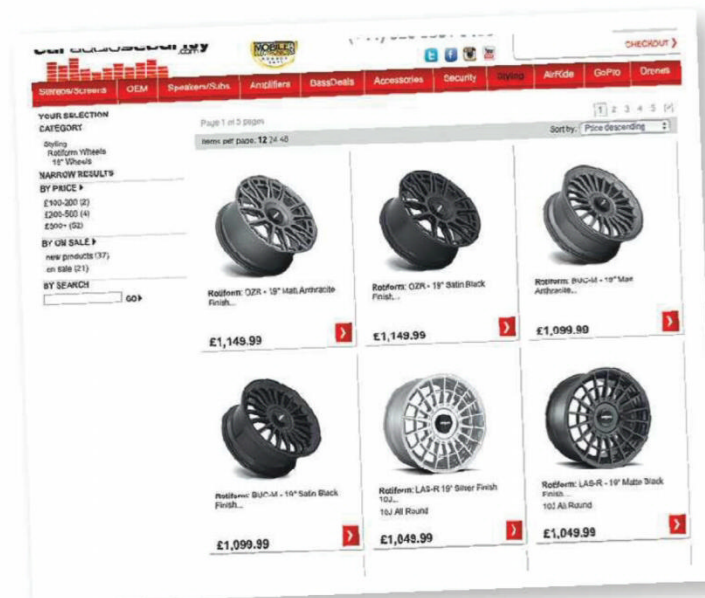 .com
CHECKOUT ❯
Stereos/Screens OEM Speakers/Subs Amplifiers BassDeals Accessories Security Styling AirRide GoPro Drones
YOUR SELECTION
CATEGORY
Styling
Rotiform Wheels
19" Wheels
NARROW RESULTS
BY PRICE
£100-200 (2)
£200-500 (4)
£500+ (52)
BY ON SALE
new products (37)
on sale (21)
BY SEARCH
GO
Page 1 of 5 pages
1 2 3 4 5
Items per page: 12 24 48
Sort by: Price descending
Rotiform: OZR - 19" Matt Anthracite
Finish...
£1,149.99
Rotiform: OZR - 19" Satin Black
Finish...
£1,149.99
Rotiform: BUC-M - 19" Matt
Anthracite...
£1,099.99
Rotiform: BUC-M - 19" Satin Black
Finish...
£1,099.99
Rotiform: LAS-R 19" Silver Finish
10J...
10J All Round
£1,049.99
Rotiform: LAS-R - 19" Matte Black
Finish...
10J All Round
£1,049.99